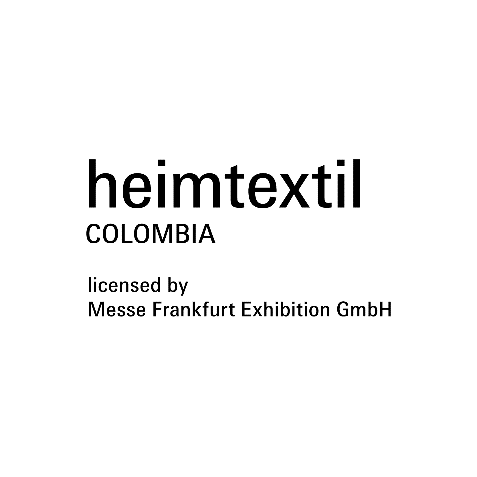 heimtextil
COLOMBIA
licensed by
Messe Frankfurt Exhibition GmbH